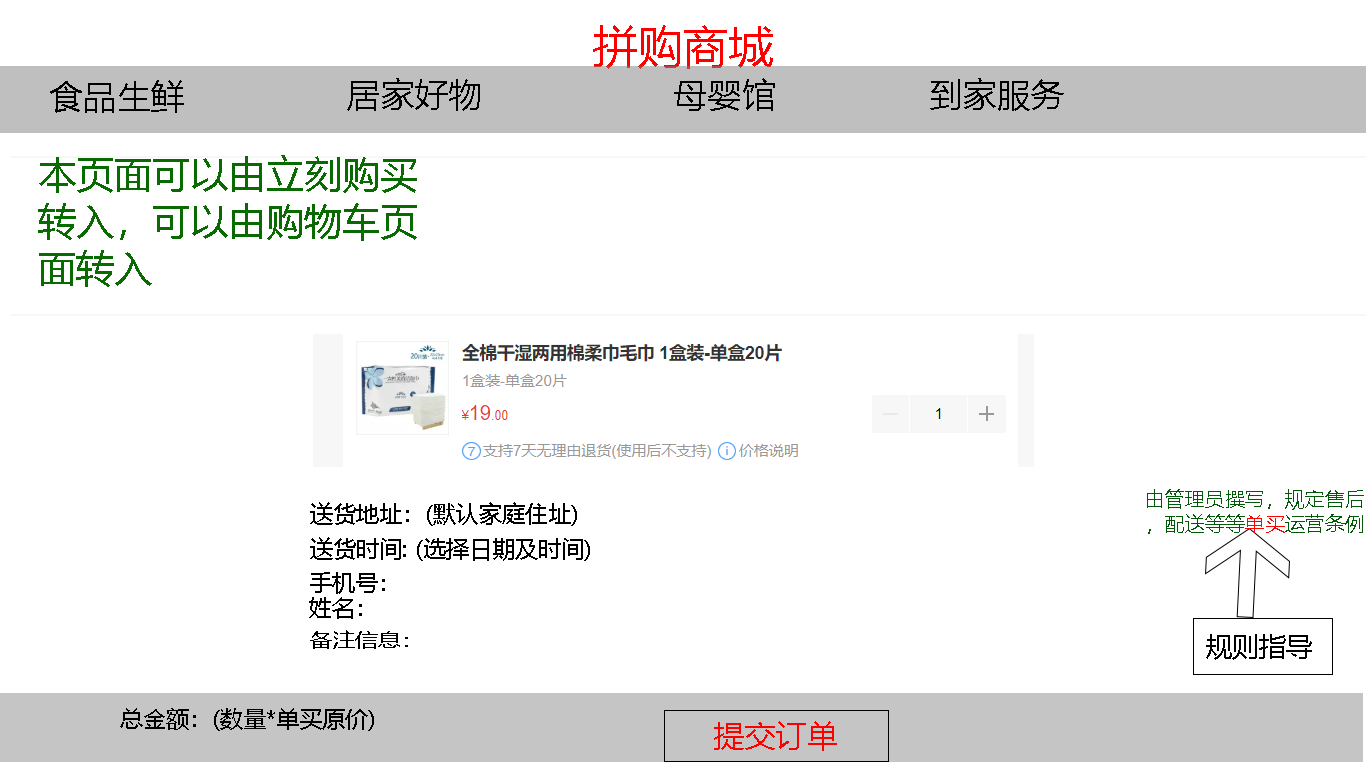 拼购商城
食品生鲜 居家好物 母婴馆 到家服务
本页面可以由立刻购买
转入，可以由购物车页
面转入
全棉干湿两用棉柔巾毛巾 1盒装-单盒20片
1盒装-单盒20片
¥19.00
1
7支持7天无理由退货(使用后不支持) i价格说明
送货地址：(默认家庭住址)
送货时间: (选择日期及时间)
手机号：
姓名：
备注信息：
由管理员撰写，规定售后
，配送等等单买运营条例
规则指导
总金额：(数量*单买原价)
提交订单